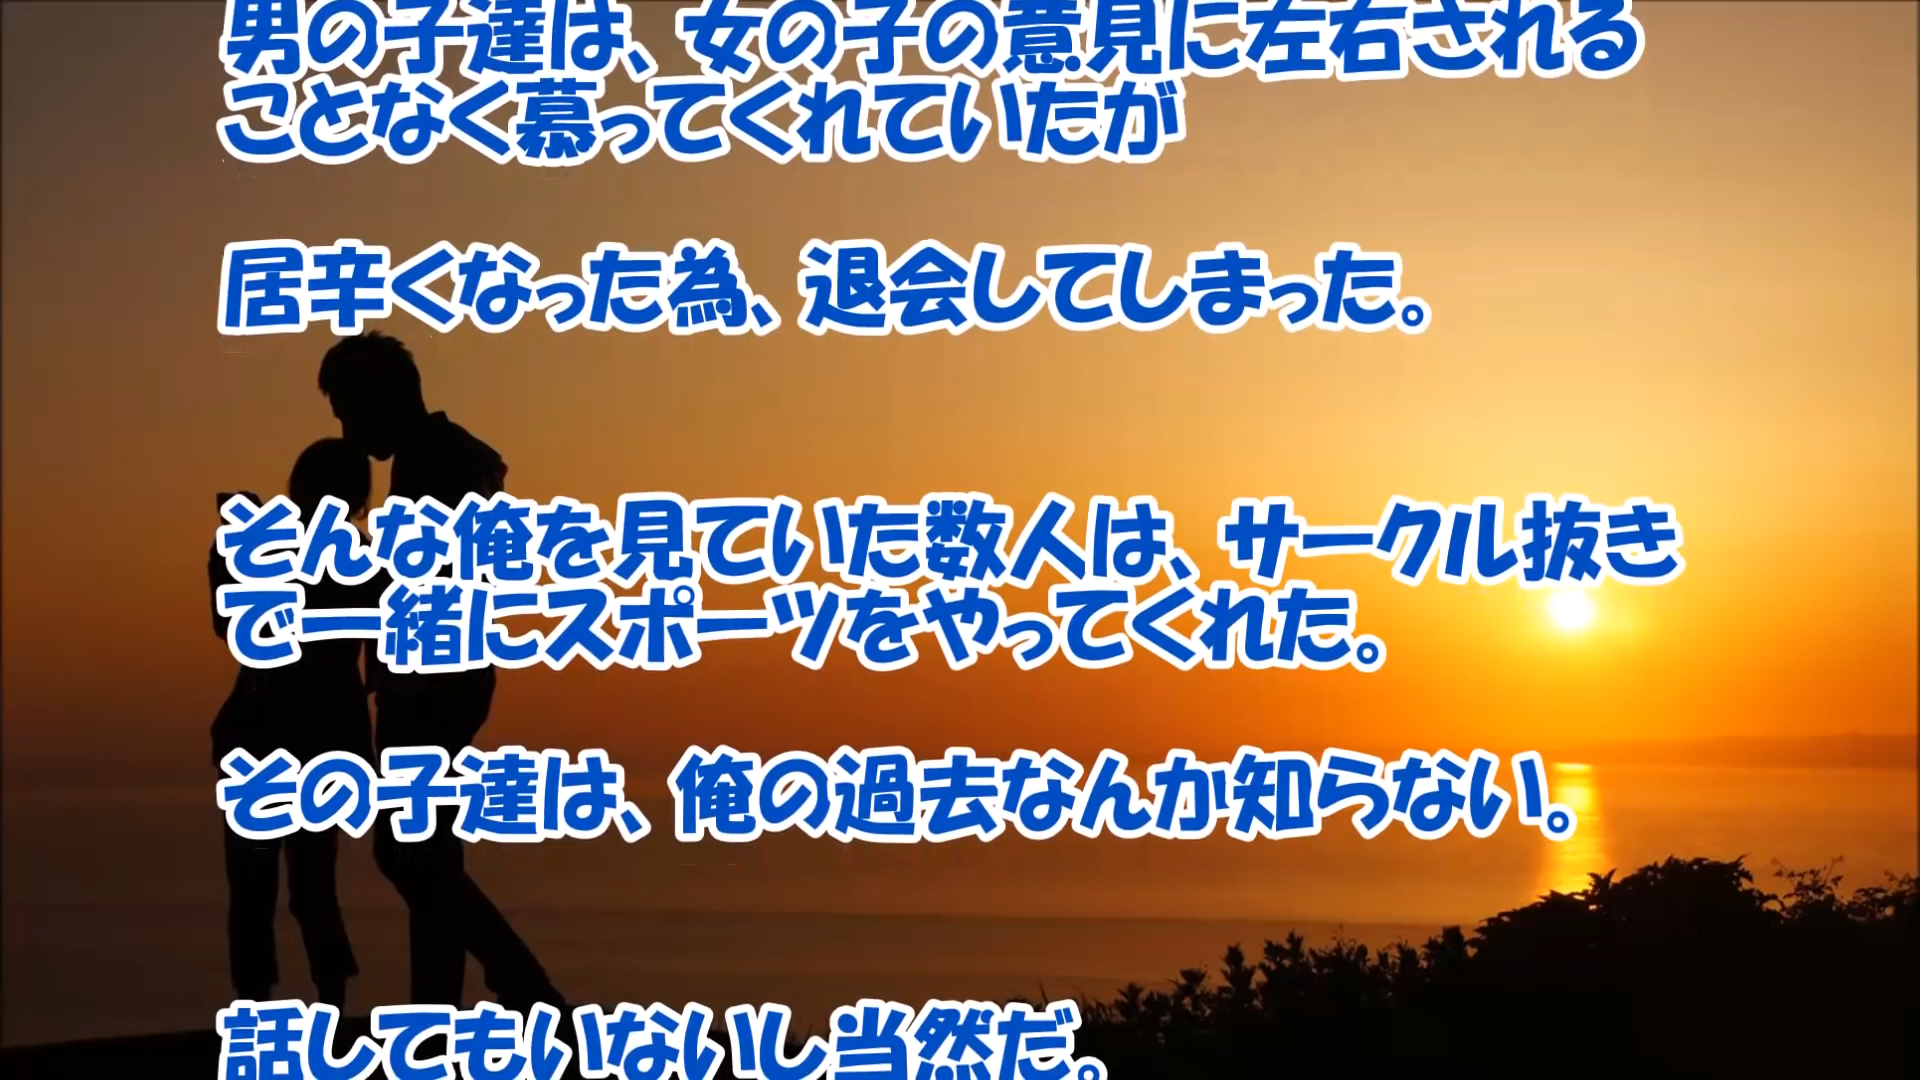 男の子達は、女の子の意見に左右される
ことなく慕ってくれていたが
居辛くなった為、退会してしまった。
そんな俺を見ていた数人は、サークル抜き
で一緒にスポーツをやってくれた。
その子達は、俺の過去なんか知らない。
話してもいないし当然だ。